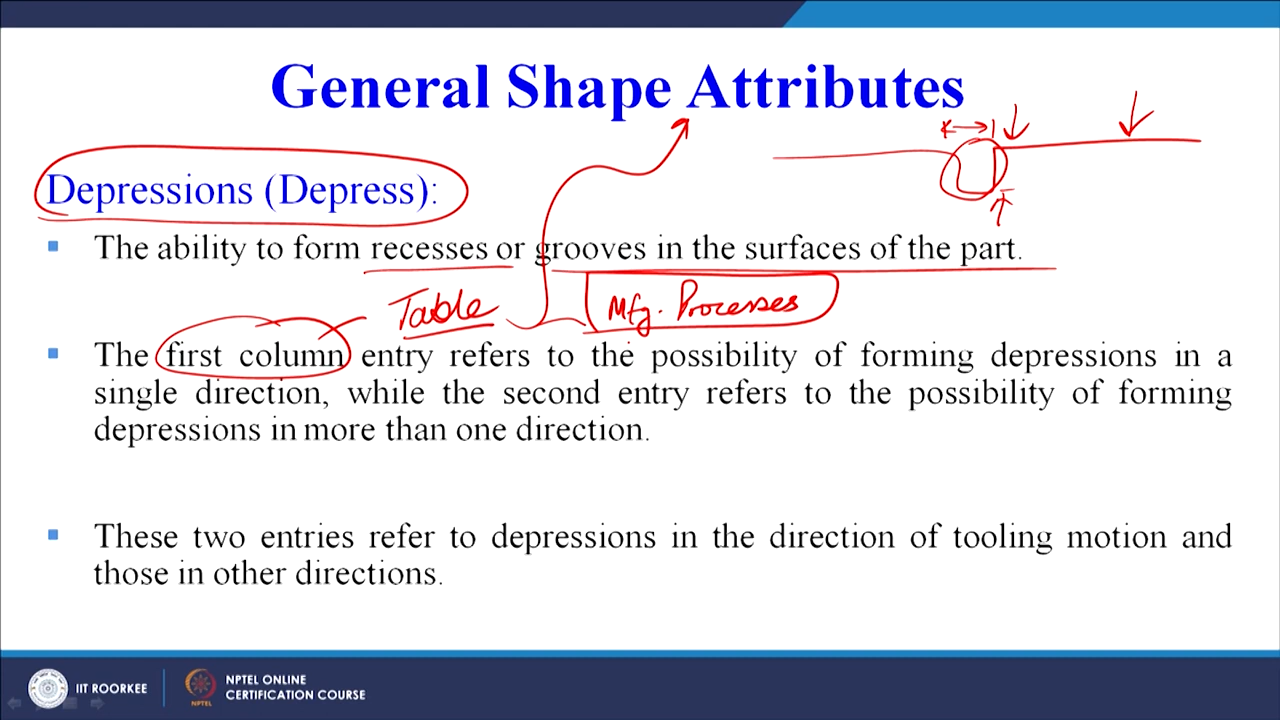 General Shape Attributes
Depressions (Depress):
The ability to form recesses or grooves in the surfaces of the part.
Table
Mfg. Processes
The first column entry refers to the possibility of forming depressions in a
single direction, while the second entry refers to the possibility of forming
depressions in more than one direction.
These two entries refer to depressions in the direction of tooling motion and
those in other directions.
IIT ROORKEE
NPTEL
NPTEL ONLINE
CERTIFICATION COURSE